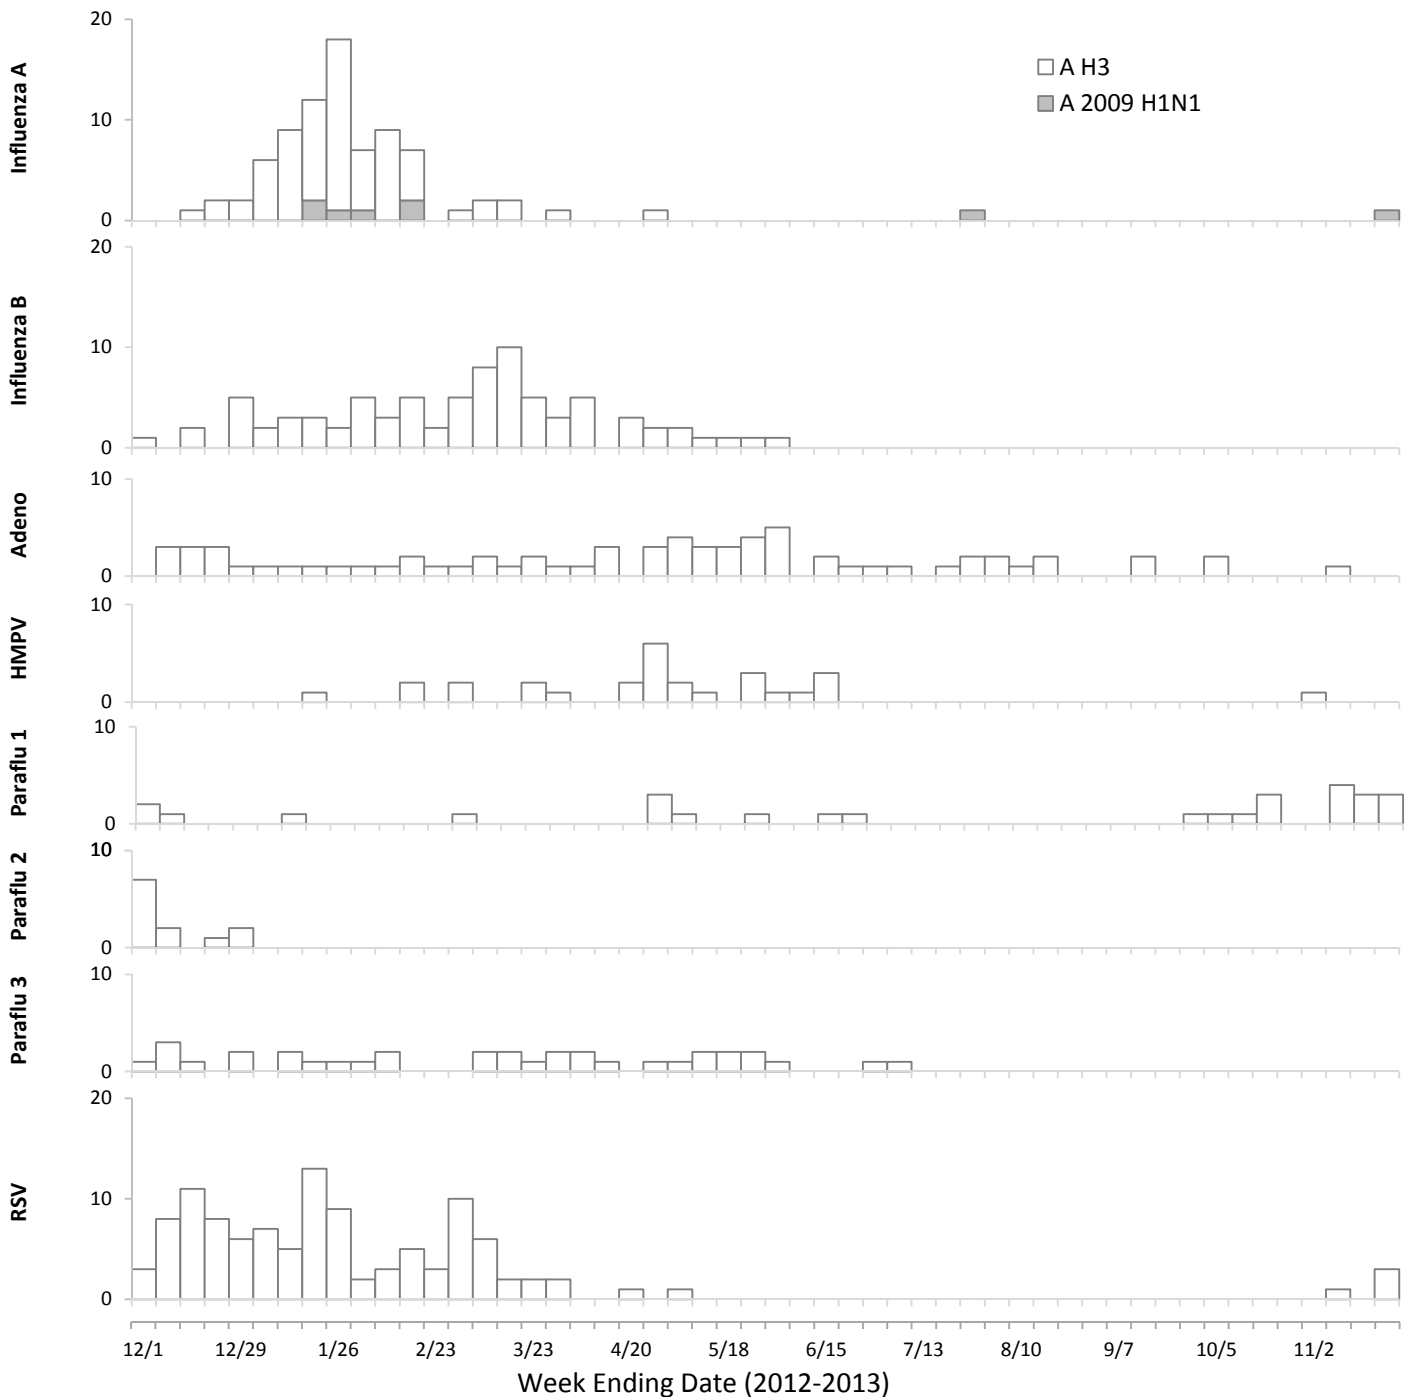 Influenza A
20
10
0
A H3
A 2009 H1N1
Influenza B
20
10
0
Adeno
10
0
HMPV
10
0
Paraflu 1
10
0
Paraflu 2
10
0
Paraflu 3
10
0
RSV
20
10
0
12/1 12/29 1/26 2/23 3/23 4/20 5/18 6/15 7/13 8/10 9/7 10/5 11/2
Week Ending Date (2012-2013)